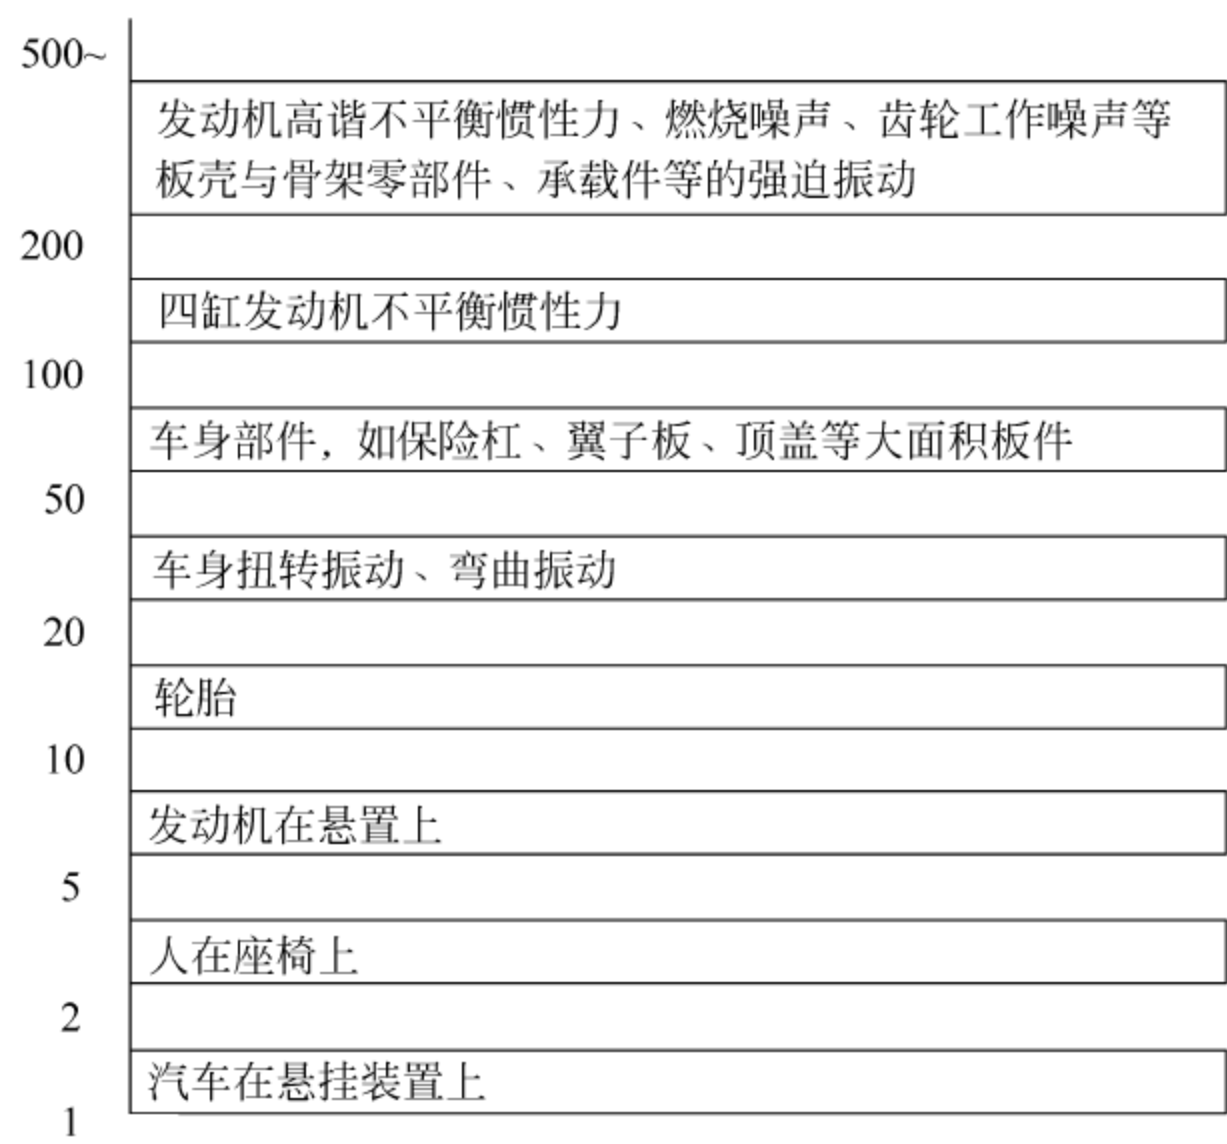 500~
发动机高谐不平衡惯性力、燃烧噪声、齿轮工作噪声等
板壳与骨架零部件、承载件等的强迫振动
200
四缸发动机不平衡惯性力
100
车身部件，如保险杠、翼子板、顶盖等大面积板件
50
车身扭转振动、弯曲振动
20
轮胎
10
发动机在悬置上
5
人在座椅上
2
汽车在悬挂装置上
1